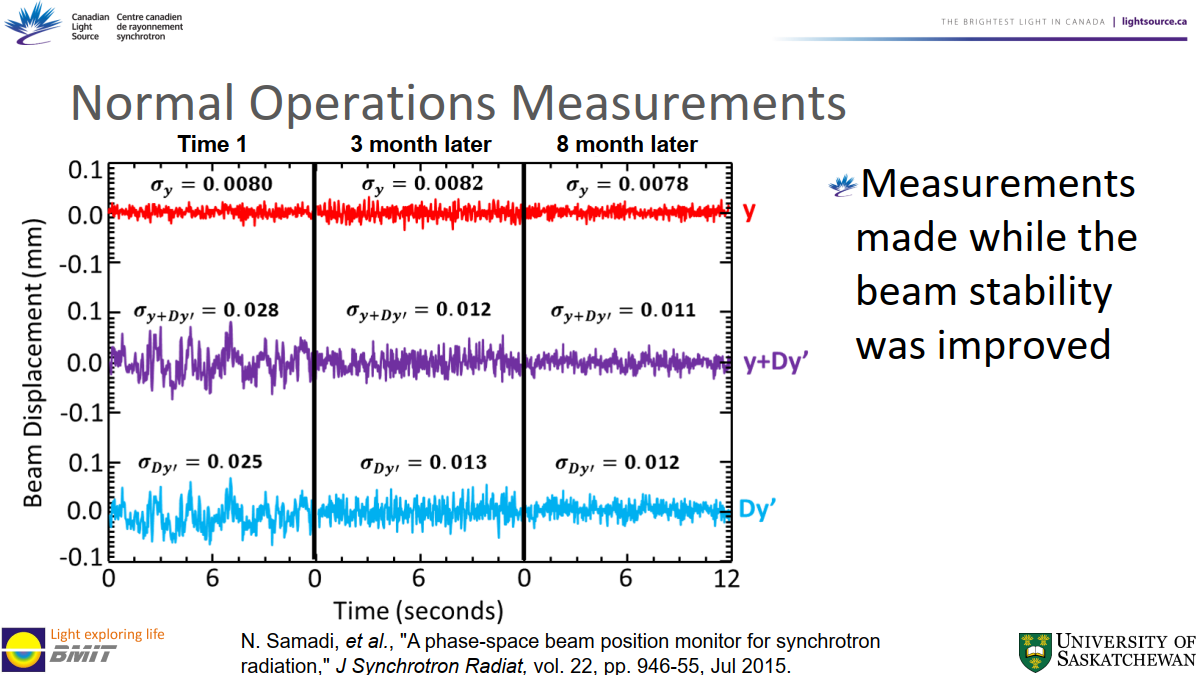 Canadian Light Source
Centre canadien de rayonnement synchrotron
THE BRIGHTEST LIGHT IN CANADA | lightsource.ca
Normal Operations Measurements
Time 1
3 month later
8 month later
0.1
σy = 0.0080
σy = 0.0082
σy = 0.0078
0.0
y
-0.1
0.1
σy+Dy′ = 0.028
σy+Dy′ = 0.012
σy+Dy′ = 0.011
0.0
y+Dy’
-0.1
0.1
σDy′ = 0.025
σDy′ = 0.013
σDy′ = 0.012
0.0
Dy’
-0.1
Beam Displacement (mm)
0 6 0 6 0 6 12
Time (seconds)
Measurements
made while the
beam stability
was improved
Light exploring life
BMIT
N. Samadi, et al., "A phase-space beam position monitor for synchrotron
radiation," J Synchrotron Radiat, vol. 22, pp. 946-55, Jul 2015.
UNIVERSITY OF
SASKATCHEWAN